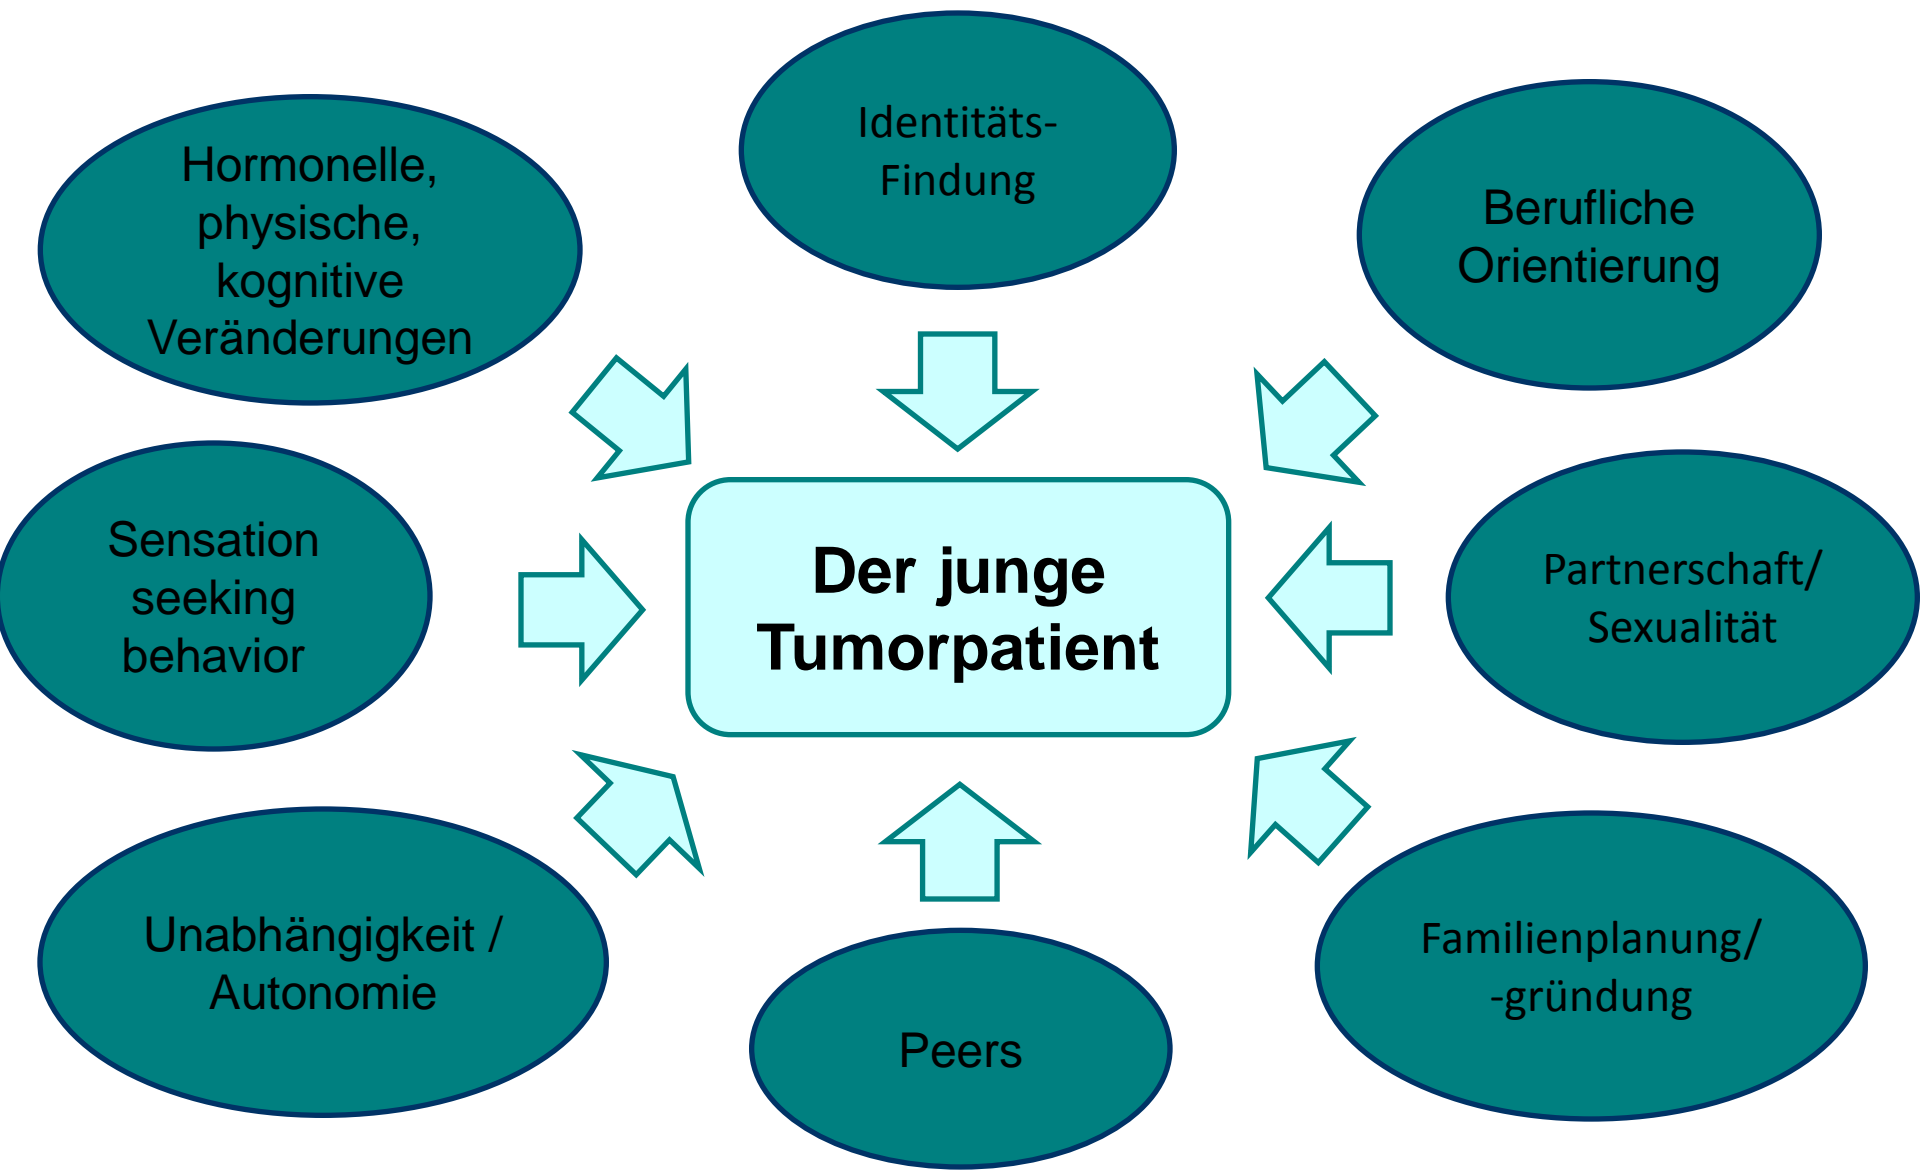 Identitäts-
Findung
Hormonelle,
physische,
kognitive
Veränderungen
Berufliche
Orientierung
Sensation
seeking
behavior
Der junge
Tumorpatient
Partnerschaft/
Sexualität
Unabhängigkeit /
Autonomie
Peers
Familienplanung/
-gründung